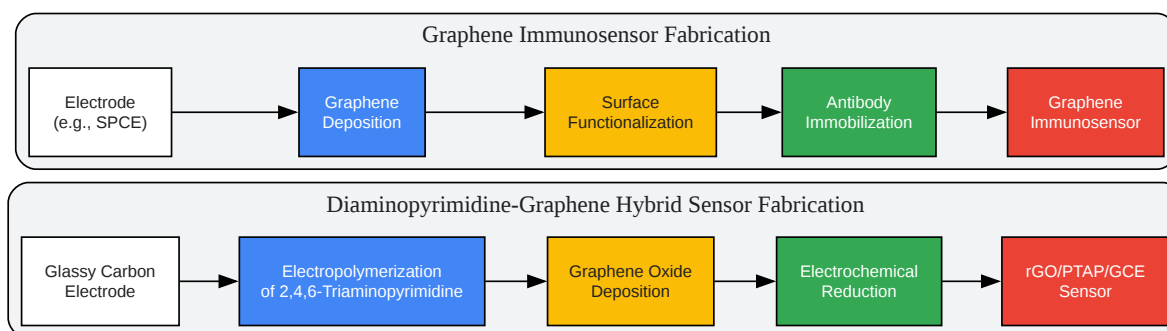 Graphene Immunosensor Fabrication
Electrode
(e.g., SPCE)
Graphene
Deposition
Surface
Functionalization
Antibody
Immobilization
Graphene
Immunosensor
Diaminopyrimidine-Graphene Hybrid Sensor Fabrication
Glassy Carbon
Electrode
Electropolymerization
of 2,4,6-Triaminopyrimidine
Graphene Oxide
Deposition
Electrochemical
Reduction
rGO/PTAP/GCE
Sensor